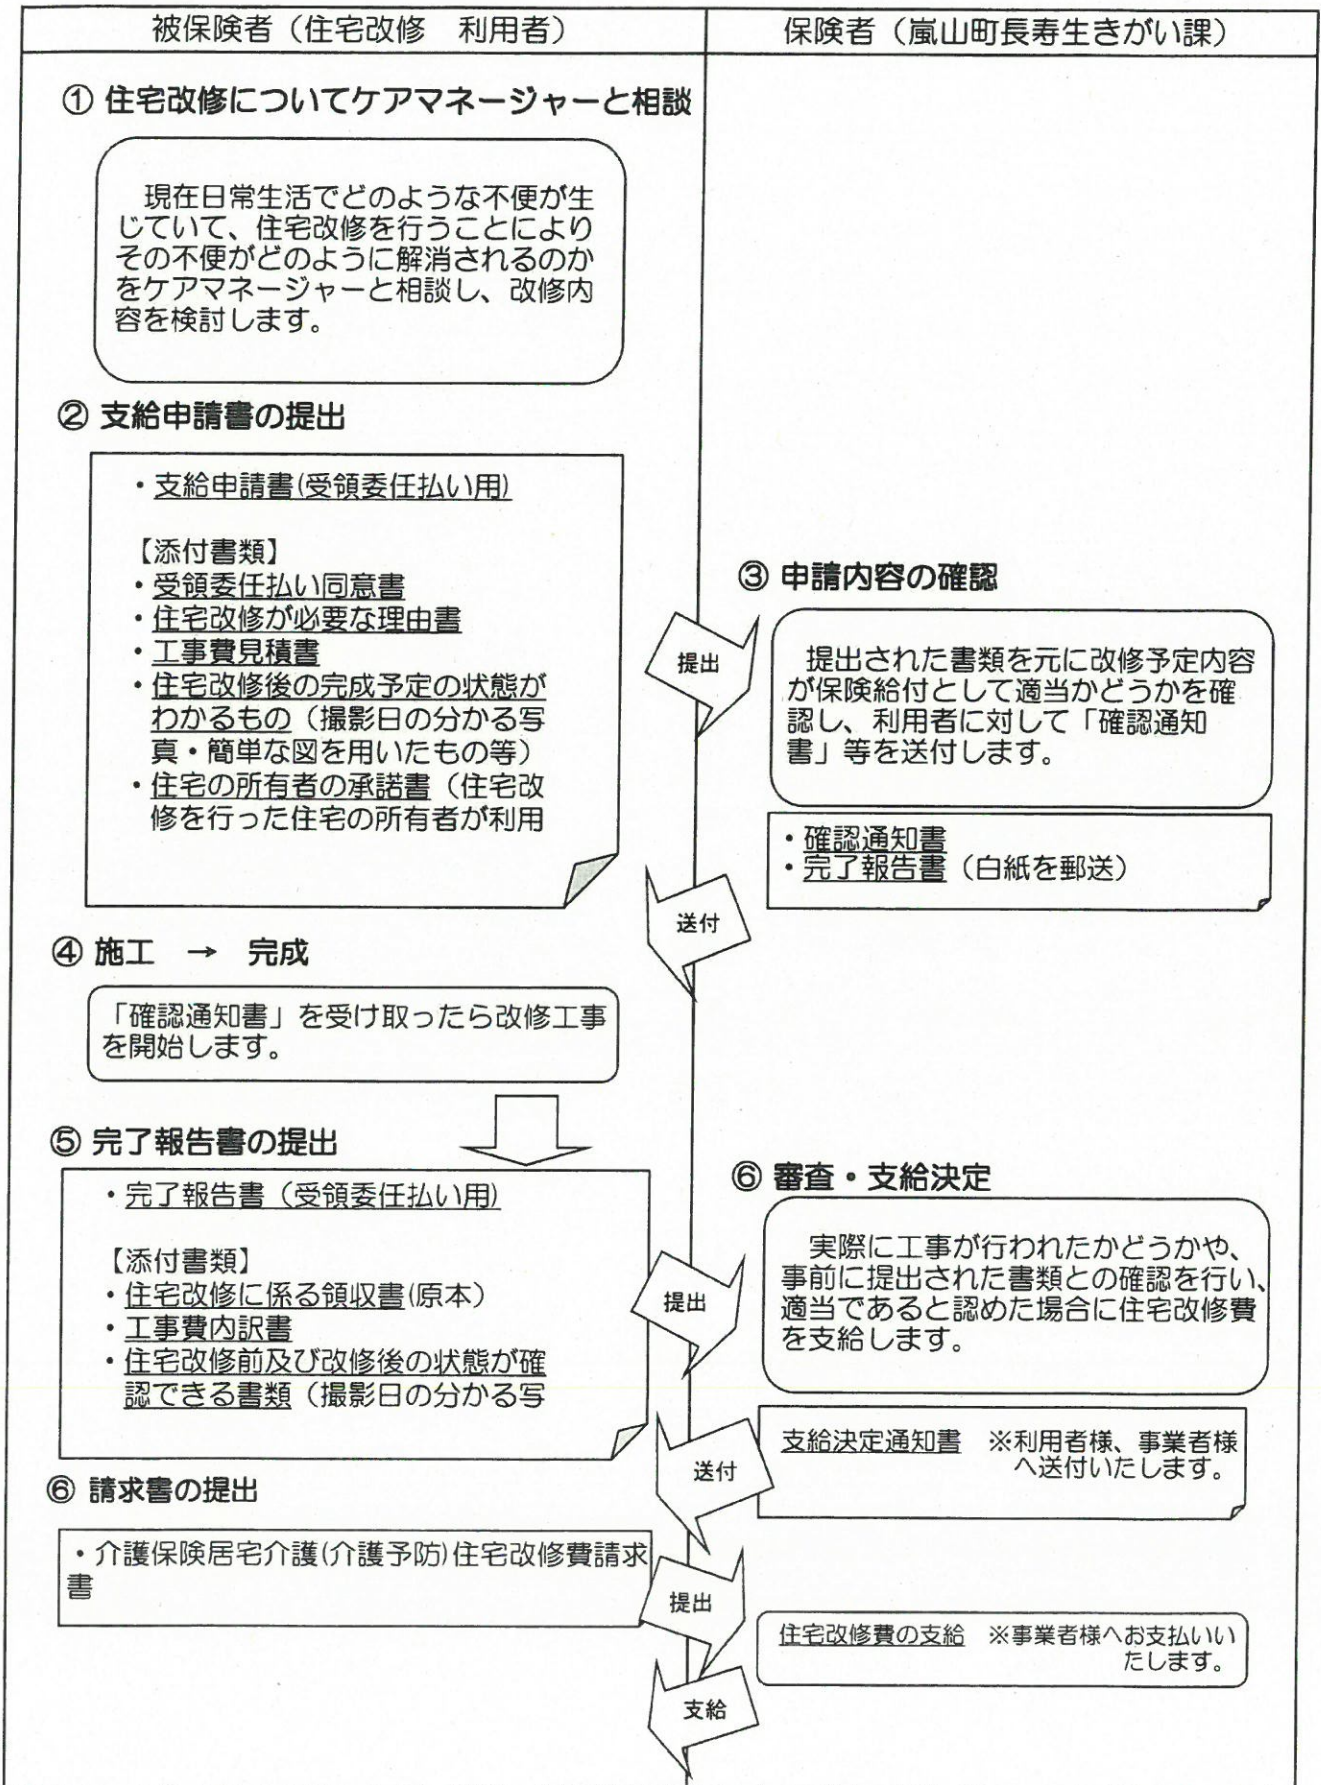 被保険者（住宅改修　利用者）
保険者（嵐山町長寿生きがい課）
① 住宅改修についてケアマネージャーと相談
現在日常生活でどのような不便が生
じていて、住宅改修を行うことにより
その不便がどのように解消されるのか
をケアマネージャーと相談し、改修内
容を検討します。
② 支給申請書の提出
・支給申請書(受領委任払い用)
【添付書類】
・受領委任払い同意書
・住宅改修が必要な理由書
・工事費見積書
・住宅改修後の完成予定の状態が
わかるもの（撮影日の分かる写
真・簡単な図を用いたもの等）
・住宅の所有者の承諾書（住宅改
修を行った住宅の所有者が利用
提出
③ 申請内容の確認
提出された書類を元に改修予定内容
が保険給付として適当かどうかを確
認し、利用者に対して「確認通知
書」等を送付します。
・確認通知書
・完了報告書（白紙を郵送）
送付
④ 施工　→　完成
「確認通知書」を受け取ったら改修工事
を開始します。
⑤ 完了報告書の提出
・完了報告書（受領委任払い用)
【添付書類】
・住宅改修に係る領収書(原本）
・工事費内訳書
・住宅改修前及び改修後の状態が確
認できる書類（撮影日の分かる写
提出
⑥ 審査・支給決定
実際に工事が行われたかどうかや、
事前に提出された書類との確認を行い、
適当であると認めた場合に住宅改修費
を支給します。
支給決定通知書　※利用者様、事業者様
へ送付いたします。
送付
⑥ 請求書の提出
・介護保険居宅介護(介護予防)住宅改修費請求
書
提出
住宅改修費の支給　※事業者様へお支払いい
たします。
支給